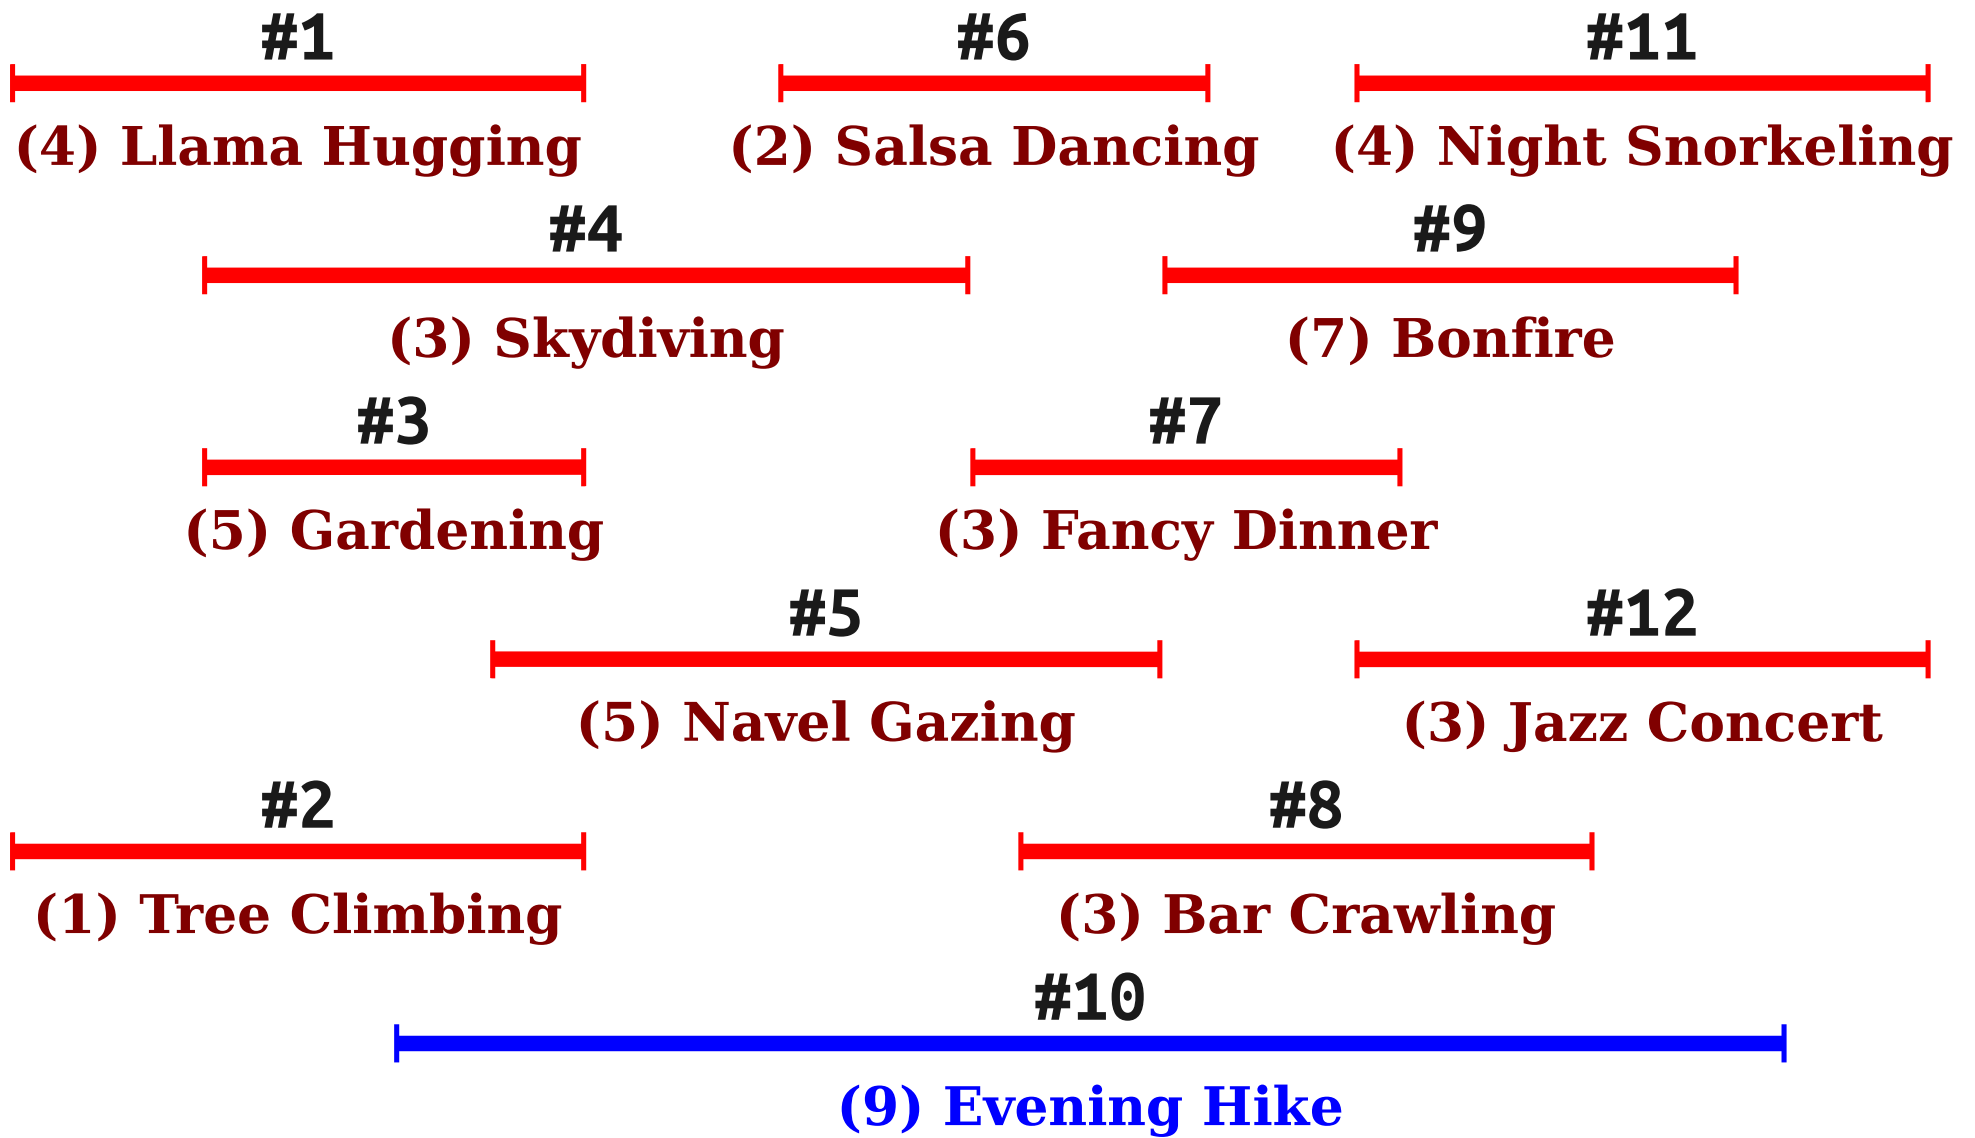 #1
(4) Llama Hugging
#6
(2) Salsa Dancing
#11
(4) Night Snorkeling
#4
(3) Skydiving
#9
(7) Bonfire
#3
(5) Gardening
#7
(3) Fancy Dinner
#5
(5) Navel Gazing
#12
(3) Jazz Concert
#2
(1) Tree Climbing
#8
(3) Bar Crawling
#10
(9) Evening Hike